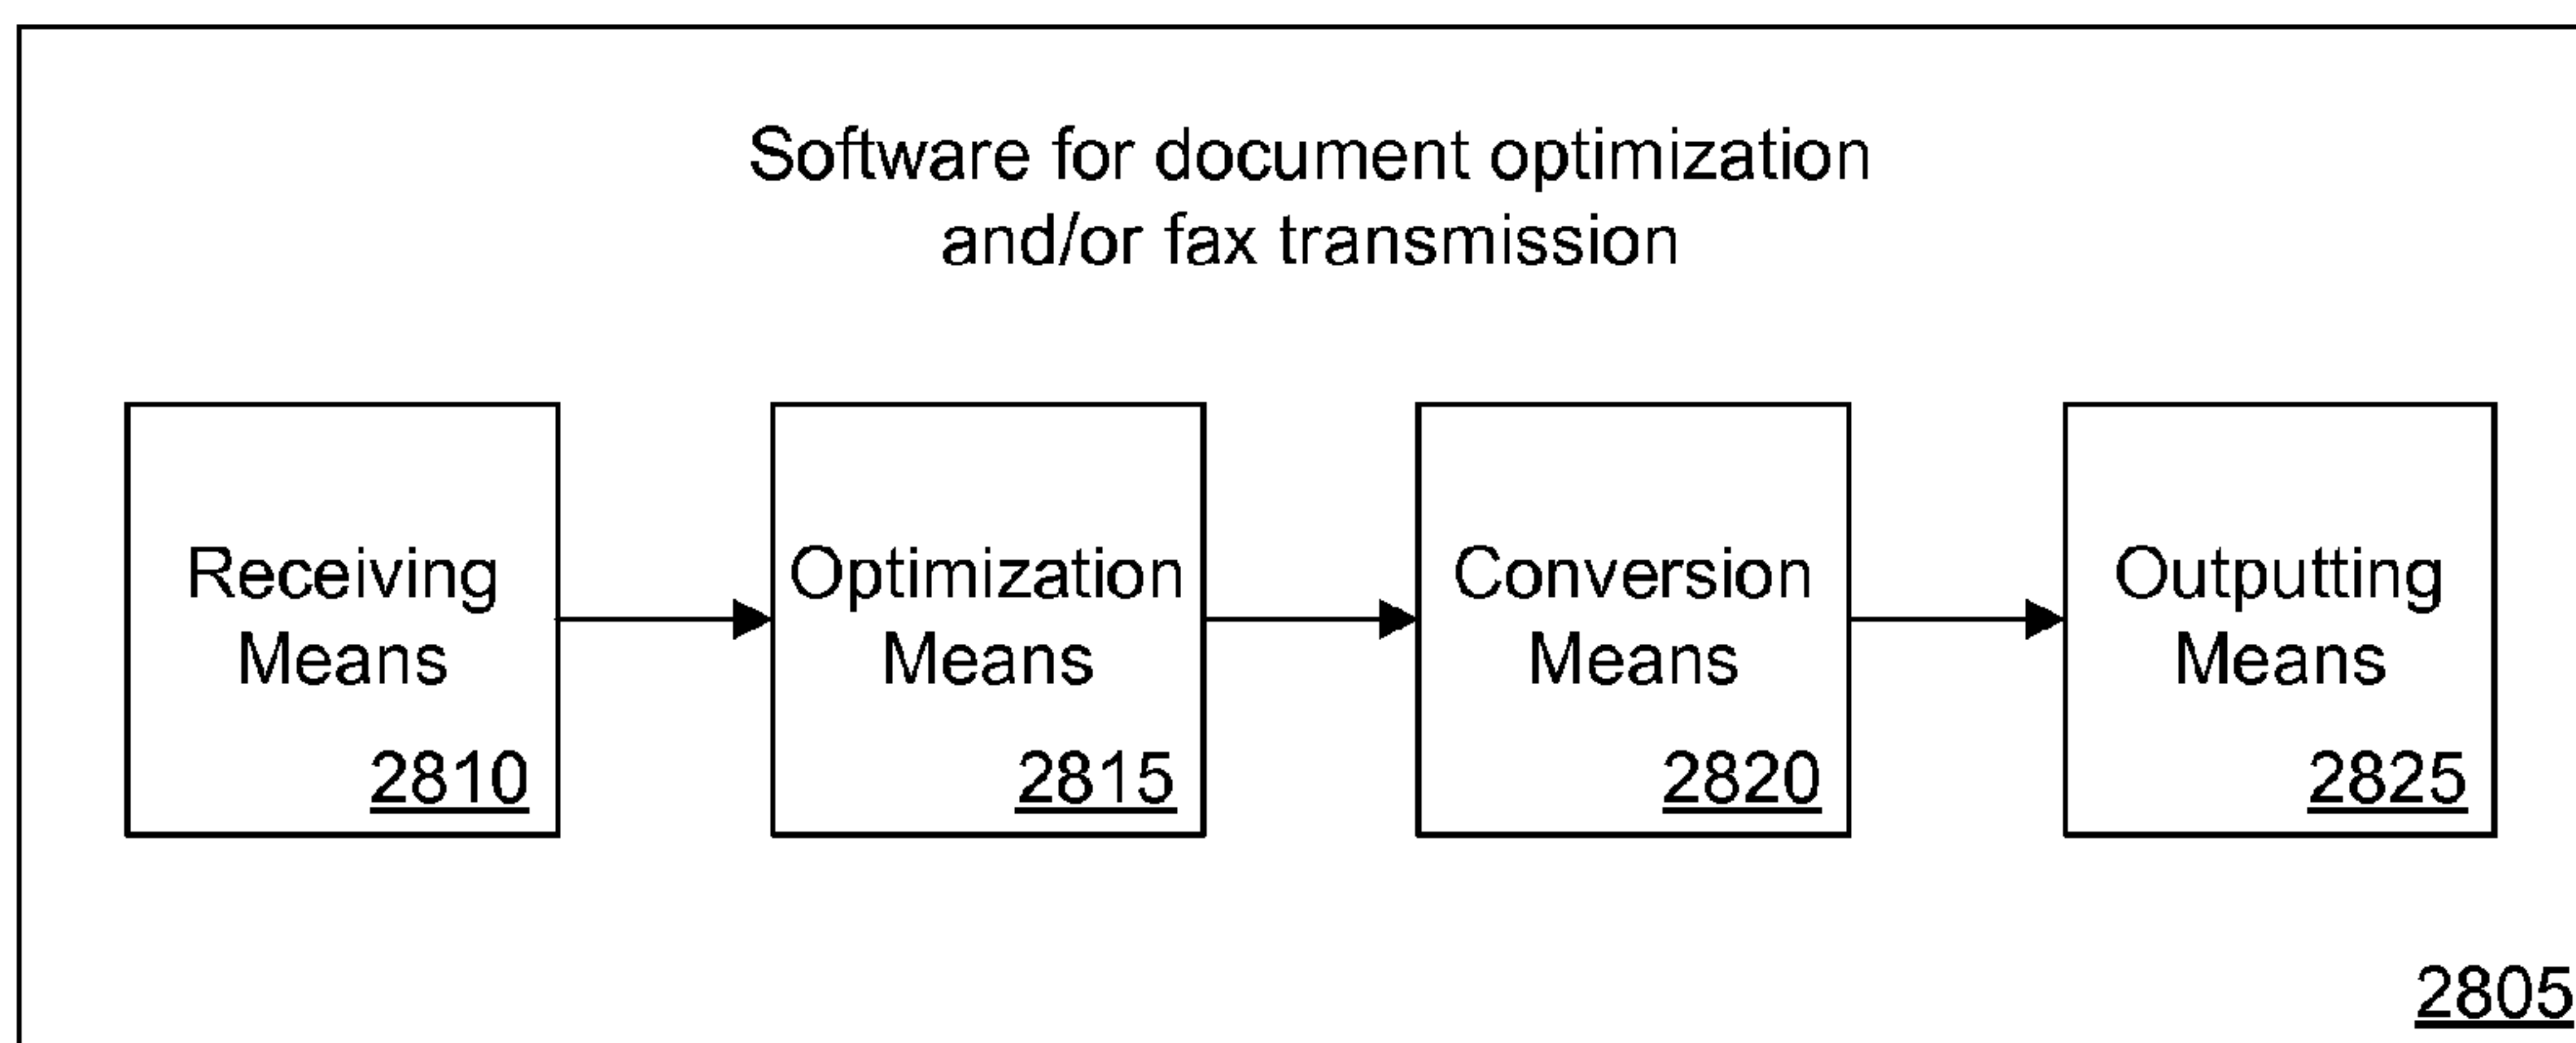 Software for document optimization
and/or fax transmission
Receiving
Means
2810
Optimization
Means
2815
Conversion
Means
2820
Outputting
Means
2825
2805